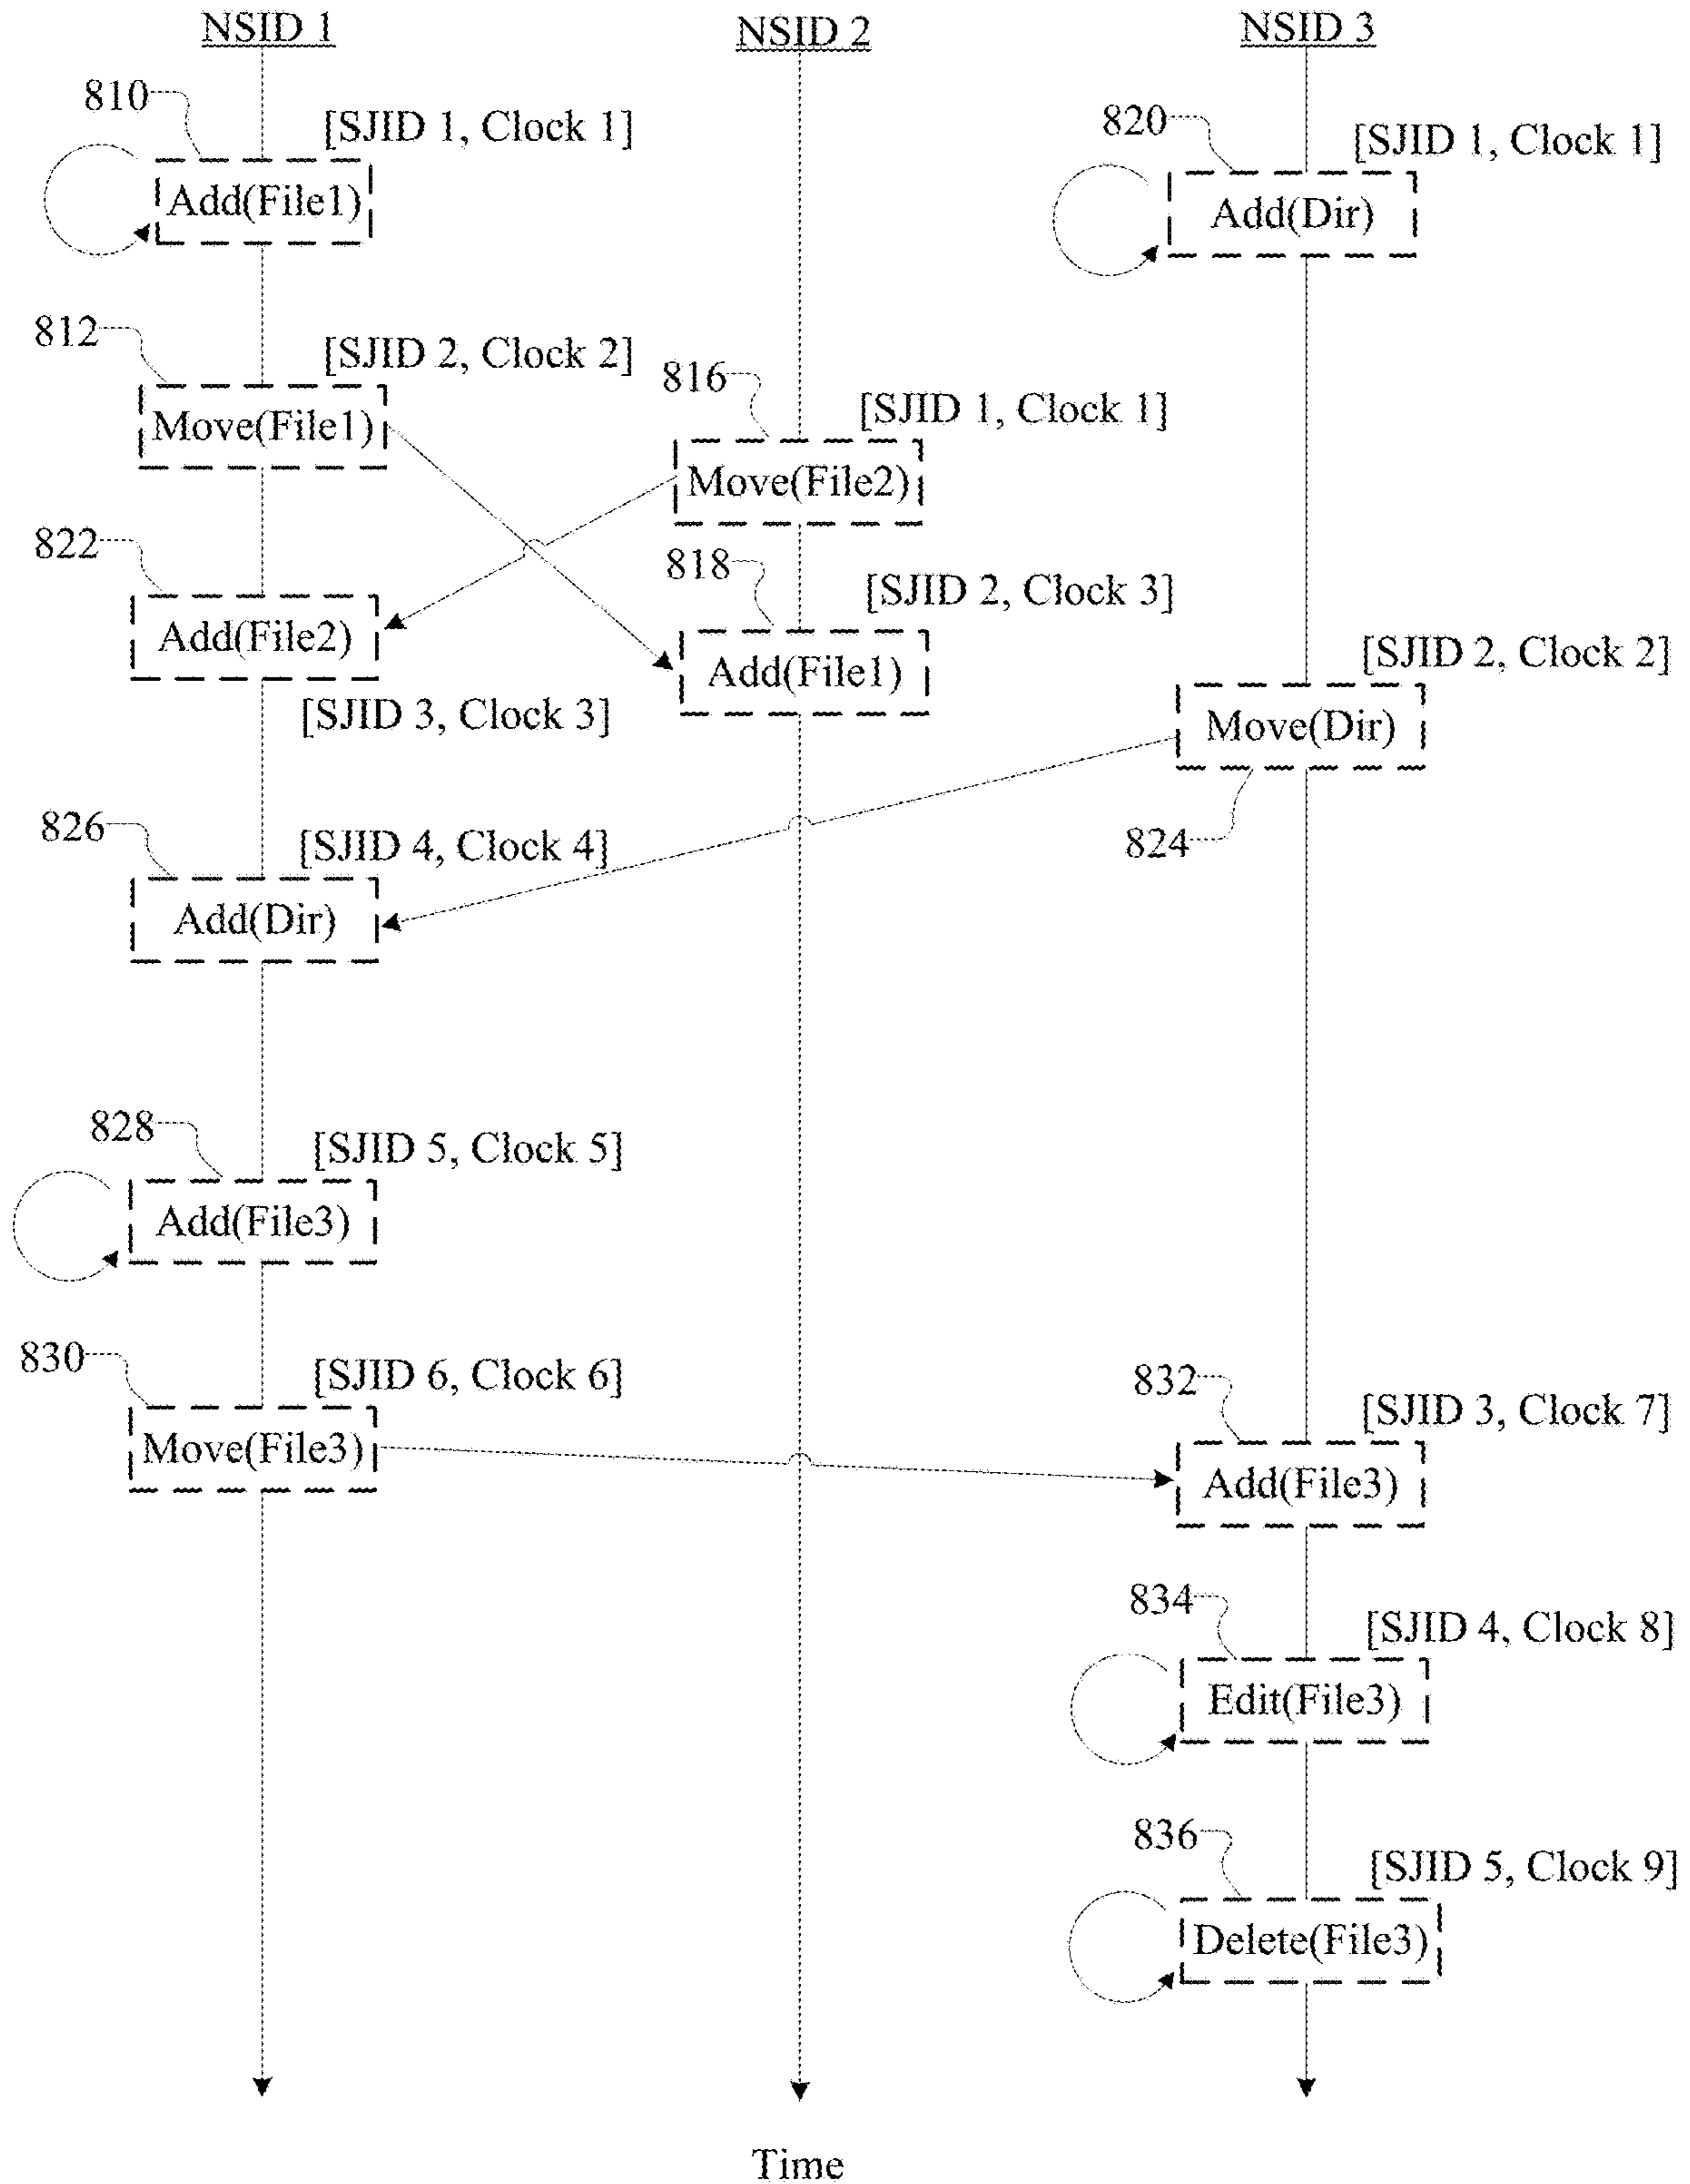 NSID 1
NSID 2
NSID 3
810
[SJID 1, Clock 1]
Add(File1)
820
[SJID 1, Clock 1]
Add(Dir)
812
[SJID 2, Clock 2]
Move(File1)
816
[SJID 1, Clock 1]
Move(File2)
822
Add(File2)
[SJID 3, Clock 3]
818
[SJID 2, Clock 3]
Add(File1)
[SJID 2, Clock 2]
Move(Dir)
824
826
[SJID 4, Clock 4]
Add(Dir)
828
[SJID 5, Clock 5]
Add(File3)
830
[SJID 6, Clock 6]
Move(File3)
832
[SJID 3, Clock 7]
Add(File3)
834
[SJID 4, Clock 8]
Edit(File3)
836
[SJID 5, Clock 9]
Delete(File3)
Time